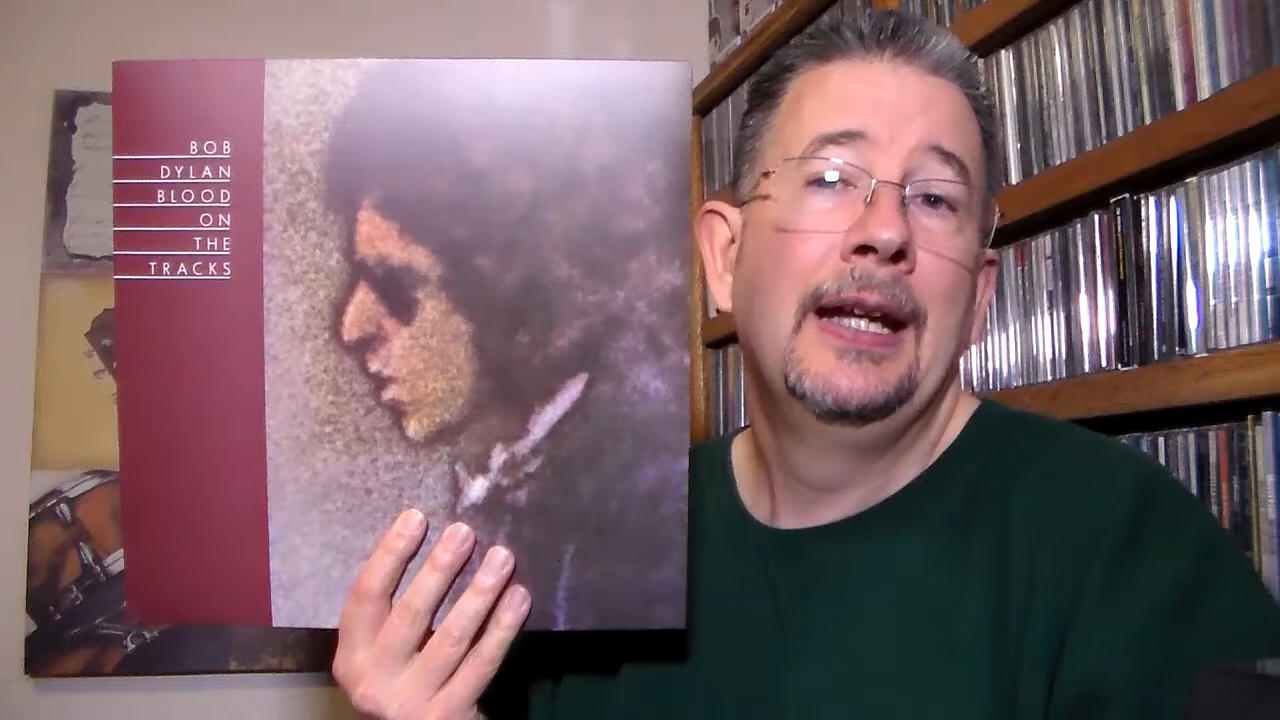 BOB
DYLAN
BLOOD
ON
THE
TRACKS